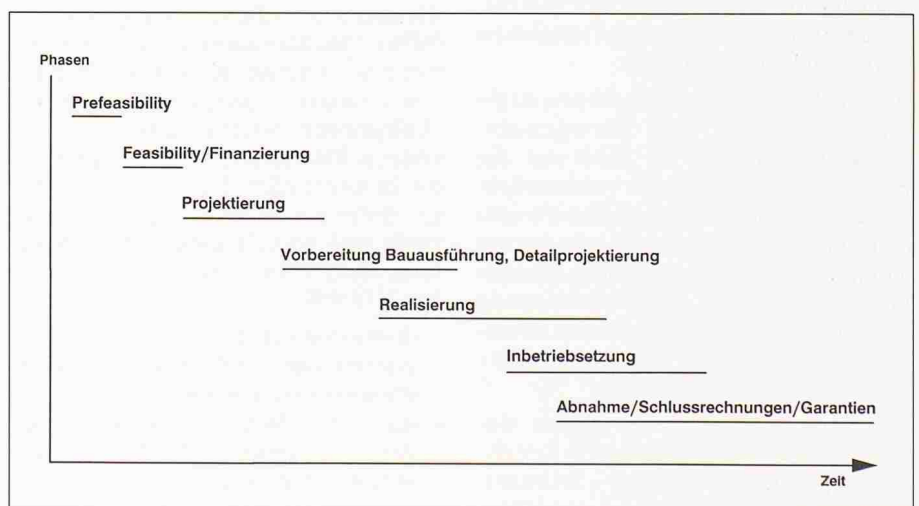 Phasen
Prefeasibility
Feasibility/Finanzierung
Projektierung
Vorbereitung Bauausführung, Detailprojektierung
Realisierung
Inbetriebsetzung
Abnahme/Schlussrechnungen/Garantien
Zeit